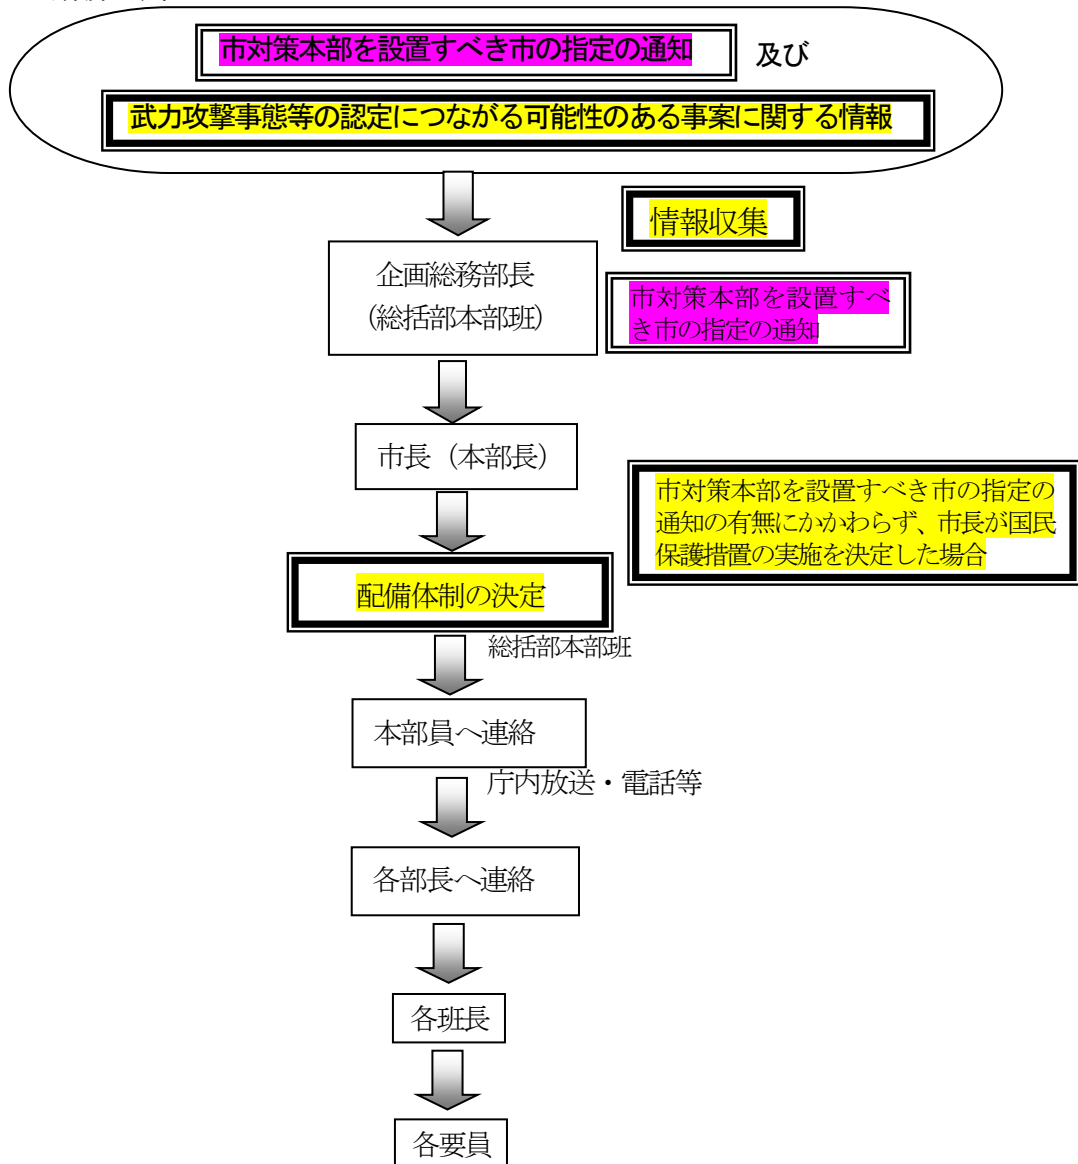 市対策本部を設置すべき市の指定の通知 及び
武力攻撃事態等の認定につながる可能性のある事案に関する情報
情報収集
企画総務部長
(総括部本部班)
市対策本部を設置すべ
き市の指定の通知
市長（本部長）
市対策本部を設置すべき市の指定の
通知の有無にかかわらず、市長が国民
保護措置の実施を決定した場合
配備体制の決定
総括部本部班
本部員へ連絡
庁内放送・電話等
各部長へ連絡
各班長
各要員